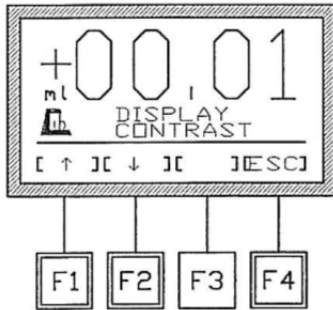 +00,01
ml
DISPLAY
CONTRAST
[ ↑ ][ ↓ ][ ][ESC]
F1 F2 F3 F4